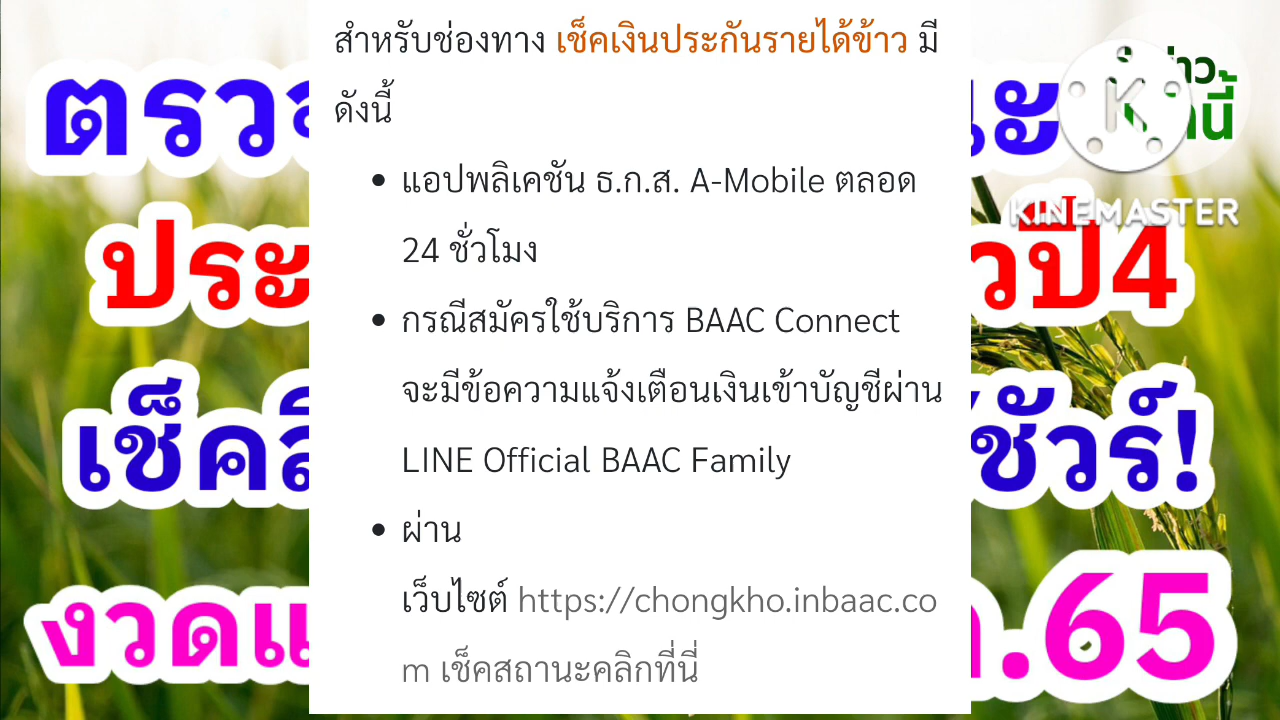 สำหรับช่องทาง เช็คเงินประกันรายได้ข้าว มี
ดังนี้
แอปพลิเคชัน ธ.ก.ส. A-Mobile ตลอด
24 ชั่วโมง
กรณีสมัครใช้บริการ BAAC Connect
จะมีข้อความแจ้งเตือนเงินเข้าบัญชีผ่าน
LINE Official BAAC Family
ผ่าน
เว็บไซต์ https://chongkho.inbaac.co
m เช็คสถานะคลิกที่นี่
KINEMASTER
ประ
ปี4
ชัวร์!
งวดแ
.65